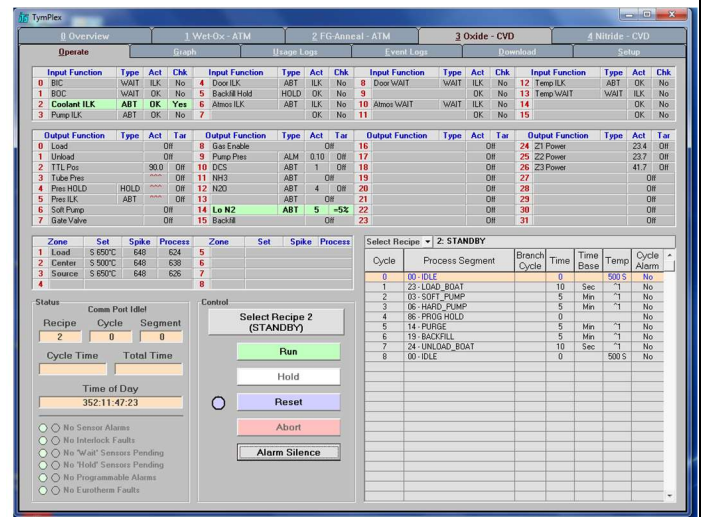 TymPlex
0 Overview 1 Wet-Ox - ATM 2 FG-Anneal - ATM 3 Oxide - CVD 4 Nitride - CVD
Operate Graph Usage Logs Event Logs Download Setup
Input Function Type Act Chk Input Function Type Act Chk Input Function Type Act Chk Input Function Type Act Chk
0 BIC WAIT ILK No 4 Door ILK ABT ILK No 8 Door WAIT WAIT ILK No 12 Temp ILK ABT OK No
1 BOC WAIT OK No 5 Backfill Hold HOLD OK No 9 OK No 13 Temp WAIT WAIT ILK No
2 Coolant ILK ABT OK Yes 6 Atmos ILK ABT ILK No 10 Atmos WAIT WAIT ILK No 14 OK No
3 Pump ILK ABT ILK No 7 OK No 11 OK No 15 OK No
Output Function Type Act Tar Output Function Type Act Tar Output Function Type Act Tar Output Function Type Act Tar
0 Load Off 8 Gas Enable Off 16 Off 24 Z1 Power 23.4 Off
1 Unload Off 9 Pump Pres ALM 0.10 Off 17 Off 25 Z2 Power 23.7 Off
2 TTL Pos 90.0 Off 10 DCS ABT 1 Off 18 Off 26 Z3 Power 41.7 Off
3 Tube Pres ^^^ Off 11 NH3 ABT Off 19 Off 27 Off
4 Pres HOLD HOLD ^^^ Off 12 N2O ABT 4 Off 20 Off 28 Off
5 Pres ILK ABT ^^^ Off 13 Off 21 Off 29 Off
6 Soft Pump Off 14 Lo N2 ABT 5 =5% 22 Off 30 Off
7 Gate Valve Off 15 Backfill Off 23 Off 31 Off
Zone Set Spike Process Zone Set Spike Process
1 Load S 650°C 648 624 5
2 Center S 500°C 648 638 6
3 Source S 650°C 648 626 7
4 8
Status
Comm Port Idle!
Recipe Cycle Segment
2 0 0
Cycle Time Total Time
Time of Day
352:11:47:23
No Sensor Alarms
No Interlock Faults
No 'Wait' Sensors Pending
No 'Hold' Sensors Pending
No Programmable Alarms
No Eurotherm Faults
Control
Select Recipe 2
(STANDBY)
Run
Hold
Reset
Abort
Alarm Silence
Select Recipe 2: STANDBY
Cycle Process Segment Branch Cycle Time Time Base Temp Cycle Alarm
0 00 - IDLE 0 500 S No
1 23 - LOAD_BOAT 10 Sec ^1 No
2 03 - SOFT_PUMP 5 Min ^1 No
3 06 - HARD_PUMP 5 Min ^1 No
4 86 - PROG HOLD 0 No
5 14 - PURGE 5 Min ^1 No
6 19 - BACKFILL 5 Min ^1 No
7 24 - UNLOAD_BOAT 10 Sec ^1 No
8 00 - IDLE 0 500 S No